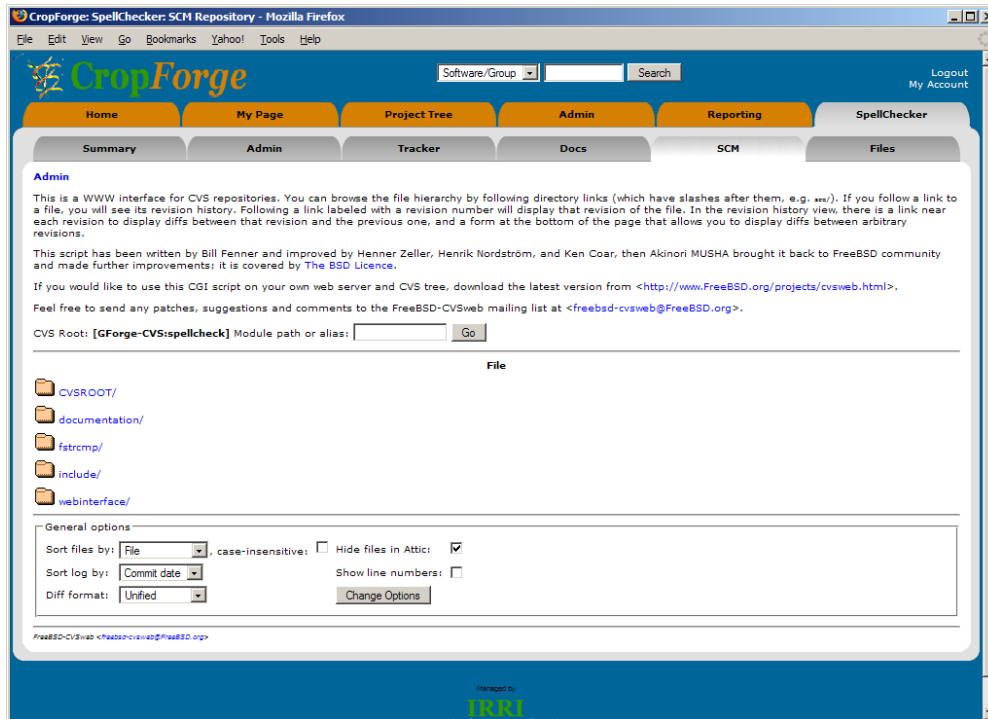 CropForge: SpellChecker: SCM Repository - Mozilla Firefox
File Edit View Go Bookmarks Yahoo! Tools Help
CropForge
Software/Group Search
Logout
My Account
Home My Page Project Tree Admin Reporting SpellChecker
Summary Admin Tracker Docs SCM Files
Admin
This is a WWW interface for CVS repositories. You can browse the file hierarchy by following directory links (which have slashes after them, e.g. src/). If you follow a link to
a file, you will see its revision history. Following a link labeled with a revision number will display that revision of the file. In the revision history view, there is a link near
each revision to display diffs between that revision and the previous one, and a form at the bottom of the page that allows you to display diffs between arbitrary
revisions.
This script has been written by Bill Fenner and improved by Henner Zeller, Henrik Nordström, and Ken Coar, then Akinori MUSHA brought it back to FreeBSD community
and made further improvements; it is covered by The BSD Licence.
If you would like to use this CGI script on your own web server and CVS tree, download the latest version from <http://www.FreeBSD.org/projects/cvsweb.html>.
Feel free to send any patches, suggestions and comments to the FreeBSD-CVSweb mailing list at <freebsd-cvsweb@FreeBSD.org>.
CVS Root: [GForge-CVS:spellcheck] Module path or alias: Go
File
CVSROOT/
documentation/
fstrcmp/
include/
webinterface/
General options
Sort files by: File , case-insensitive: Hide files in Attic:
Sort log by: Commit date Show line numbers:
Diff format: Unified Change Options
FreeBSD-CVSweb <freebsd-cvsweb@FreeBSD.org>
Managed by
IRRI